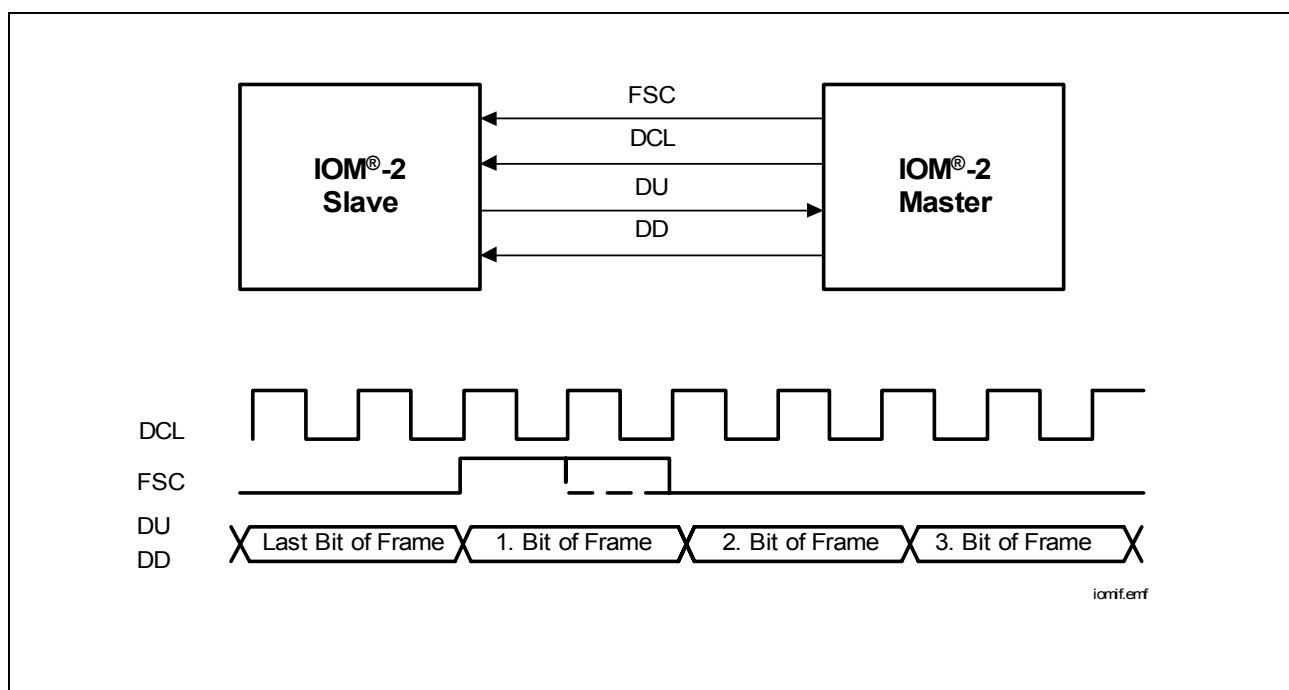 FSC
DCL
IOM®-2
Slave
IOM®-2
Master
DU
DD
DCL
FSC
DU
DD
Last Bit of Frame
1. Bit of Frame
2. Bit of Frame
3. Bit of Frame
iomif.emf